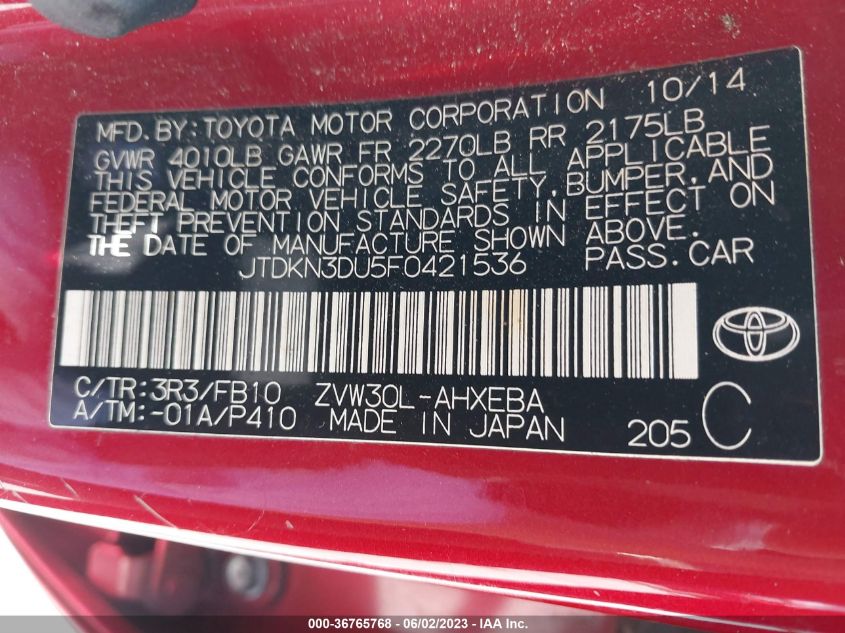 MFD. BY: TOYOTA MOTOR CORPORATION 10/14
GVWR 4010LB GAWR FR 2270LB RR 2175LB
THIS VEHICLE CONFORMS TO ALL APPLICABLE
FEDERAL MOTOR VEHICLE SAFETY, BUMPER, AND
THEFT PREVENTION STANDARDS IN EFFECT ON
THE DATE OF MANUFACTURE SHOWN ABOVE.
JTDKN3DU5F0421536 PASS. CAR
C/TR: 3R3/FB10 ZVW30L-AHXEBA
A/TM: -01A/P410 MADE IN JAPAN 205 C
000-36765768 - 06/02/2023 - IAA Inc.